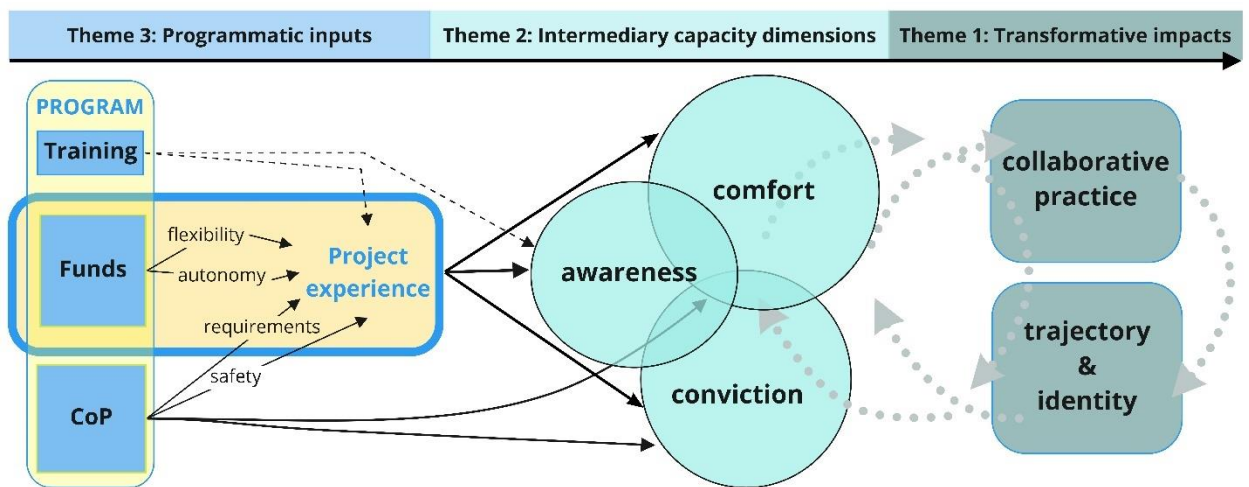 Theme 3: Programmatic inputs
Theme 2: Intermediary capacity dimensions
Theme 1: Transformative impacts
PROGRAM
Training
Funds
flexibility
autonomy
Project
experience
requirements
safety
CoP
comfort
awareness
conviction
collaborative
practice
trajectory
&
identity